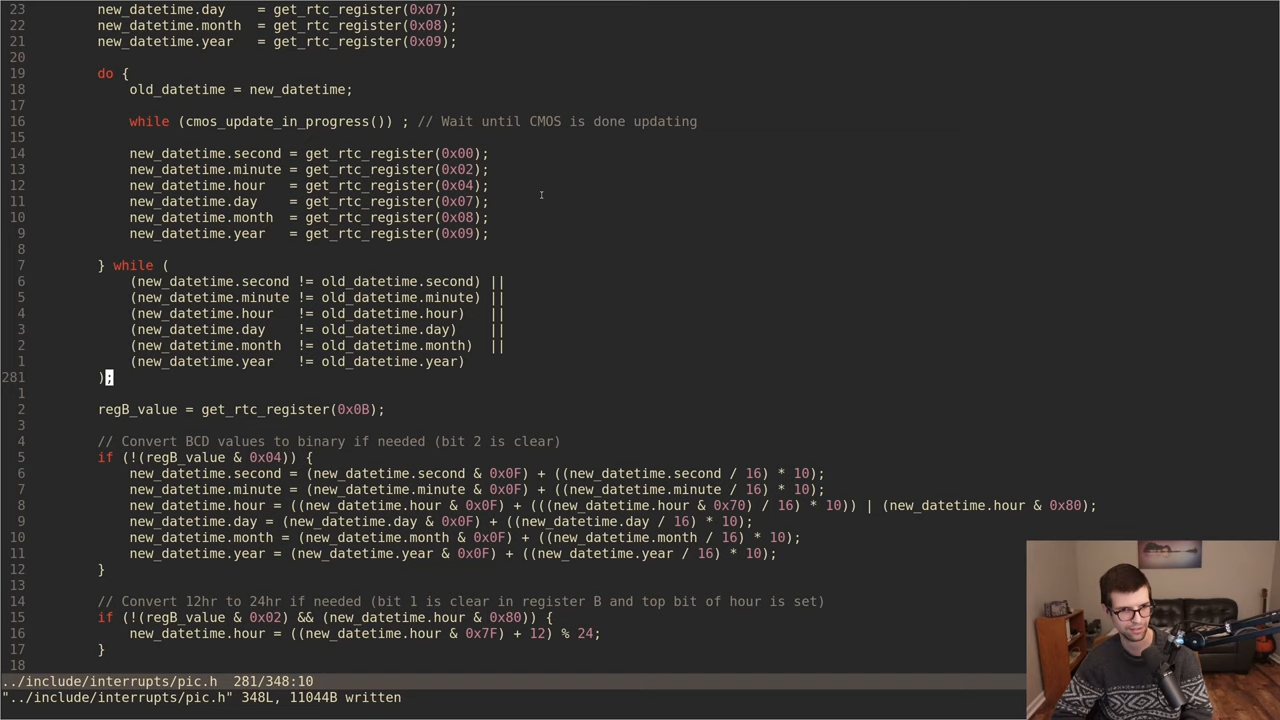 23 new_datetime.day    = get_rtc_register(0x07);
22 new_datetime.month  = get_rtc_register(0x08);
21 new_datetime.year   = get_rtc_register(0x09);
20
19 do {
18 old_datetime = new_datetime;
17
16 while (cmos_update_in_progress()) ; // Wait until CMOS is done updating
15
14 new_datetime.second = get_rtc_register(0x00);
13 new_datetime.minute = get_rtc_register(0x02);
12 new_datetime.hour   = get_rtc_register(0x04);
11 new_datetime.day    = get_rtc_register(0x07);
10 new_datetime.month  = get_rtc_register(0x08);
9 new_datetime.year   = get_rtc_register(0x09);
8
7 } while (
6 (new_datetime.second != old_datetime.second) ||
5 (new_datetime.minute != old_datetime.minute) ||
4 (new_datetime.hour   != old_datetime.hour)   ||
3 (new_datetime.day    != old_datetime.day)    ||
2 (new_datetime.month  != old_datetime.month)  ||
1 (new_datetime.year   != old_datetime.year)
281 );
1
2 regB_value = get_rtc_register(0x0B);
3
4 // Convert BCD values to binary if needed (bit 2 is clear)
5 if (!(regB_value & 0x04)) {
6 new_datetime.second = (new_datetime.second & 0x0F) + ((new_datetime.second / 16) * 10);
7 new_datetime.minute = (new_datetime.minute & 0x0F) + ((new_datetime.minute / 16) * 10);
8 new_datetime.hour = ((new_datetime.hour & 0x0F) + (((new_datetime.hour & 0x70) / 16) * 10)) | (new_datetime.hour & 0x80);
9 new_datetime.day = (new_datetime.day & 0x0F) + ((new_datetime.day / 16) * 10);
10 new_datetime.month = (new_datetime.month & 0x0F) + ((new_datetime.month / 16) * 10);
11 new_datetime.year = (new_datetime.year & 0x0F) + ((new_datetime.year / 16) * 10);
12 }
13
14 // Convert 12hr to 24hr if needed (bit 1 is clear in register B and top bit of hour is set)
15 if (!(regB_value & 0x02) && (new_datetime.hour & 0x80)) {
16 new_datetime.hour = ((new_datetime.hour & 0x7F) + 12) % 24;
17 }
18
../include/interrupts/pic.h  281/348:10
"../include/interrupts/pic.h" 348L, 11044B written